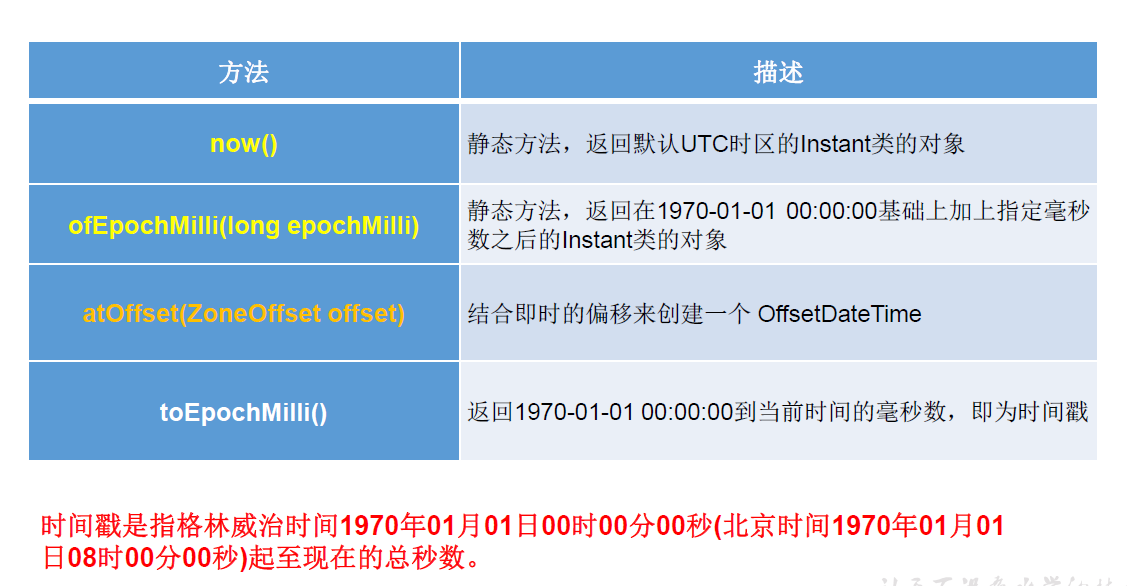 方法
描述
now()
静态方法，返回默认UTC时区的Instant类的对象
ofEpochMilli(long epochMilli)
静态方法，返回在1970-01-01 00:00:00基础上加上指定毫秒
数之后的Instant类的对象
atOffset(ZoneOffset offset)
结合即时的偏移来创建一个 OffsetDateTime
toEpochMilli()
返回1970-01-01 00:00:00到当前时间的毫秒数，即为时间戳
时间戳是指格林威治时间1970年01月01日00时00分00秒(北京时间1970年01月01
日08时00分00秒)起至现在的总秒数。